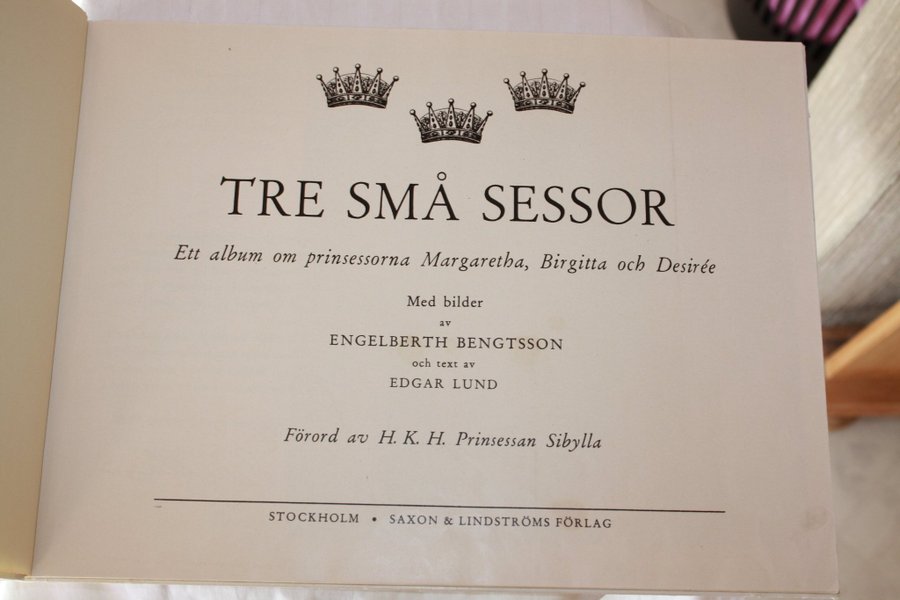 TRE SMÅ SESSOR
Ett album om prinsessorna Margaretha, Birgitta och Desirée
Med bilder
av
ENGELBERTH BENGTSSON
och text av
EDGAR LUND
Förord av H. K. H. Prinsessan Sibylla
STOCKHOLM • SAXON & LINDSTRÖMS FÖRLAG